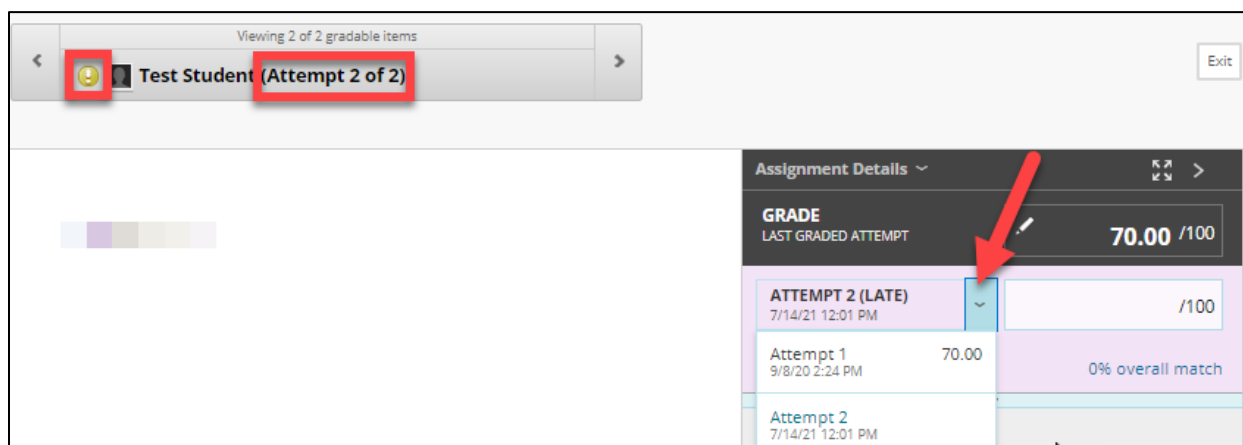 Viewing 2 of 2 gradable items
Test Student (Attempt 2 of 2)
Exit
Assignment Details
GRADE
LAST GRADED ATTEMPT
70.00 /100
ATTEMPT 2 (LATE)
7/14/21 12:01 PM
/100
Attempt 1 70.00
9/8/20 2:24 PM
0% overall match
Attempt 2
7/14/21 12:01 PM